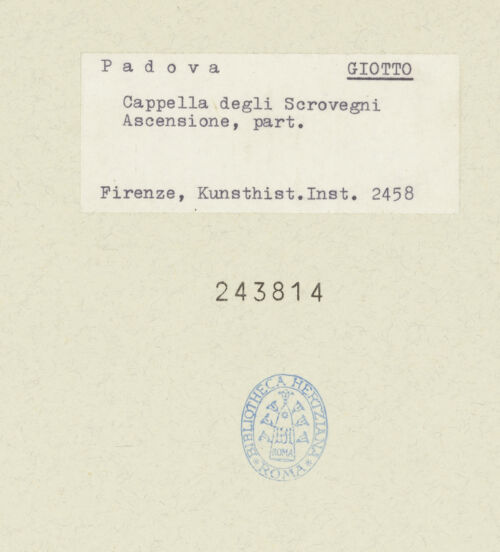 Padova GIOTTO
Cappella degli Scrovegni
Ascensione, part.
Firenze, Kunsthist.Inst. 2458
243814
BIBLIOTHECA HERTZIANA
ROMA
* ROMA *